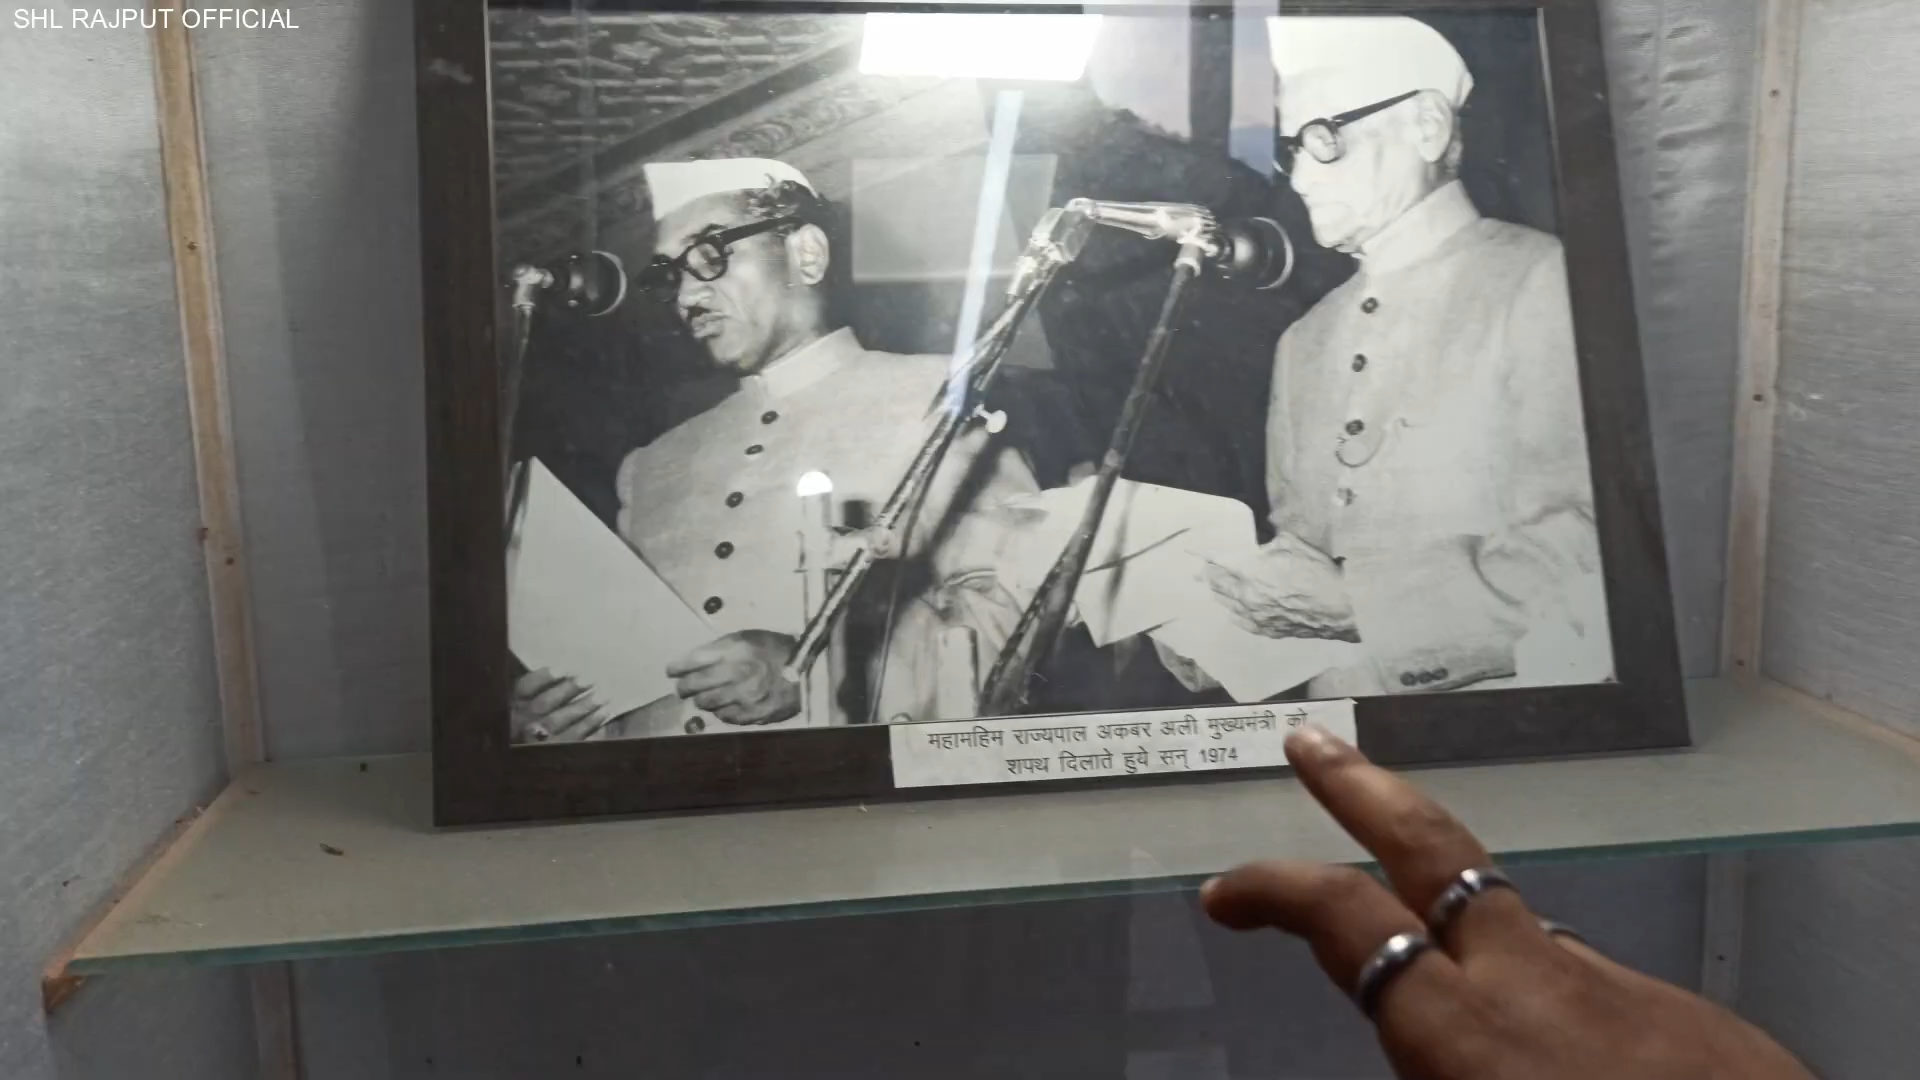 SHL RAJPUT OFFICIAL
महामहिम राज्यपाल अकबर अली मुख्यमंत्री को
शपथ दिलाते हुये सन् 1974